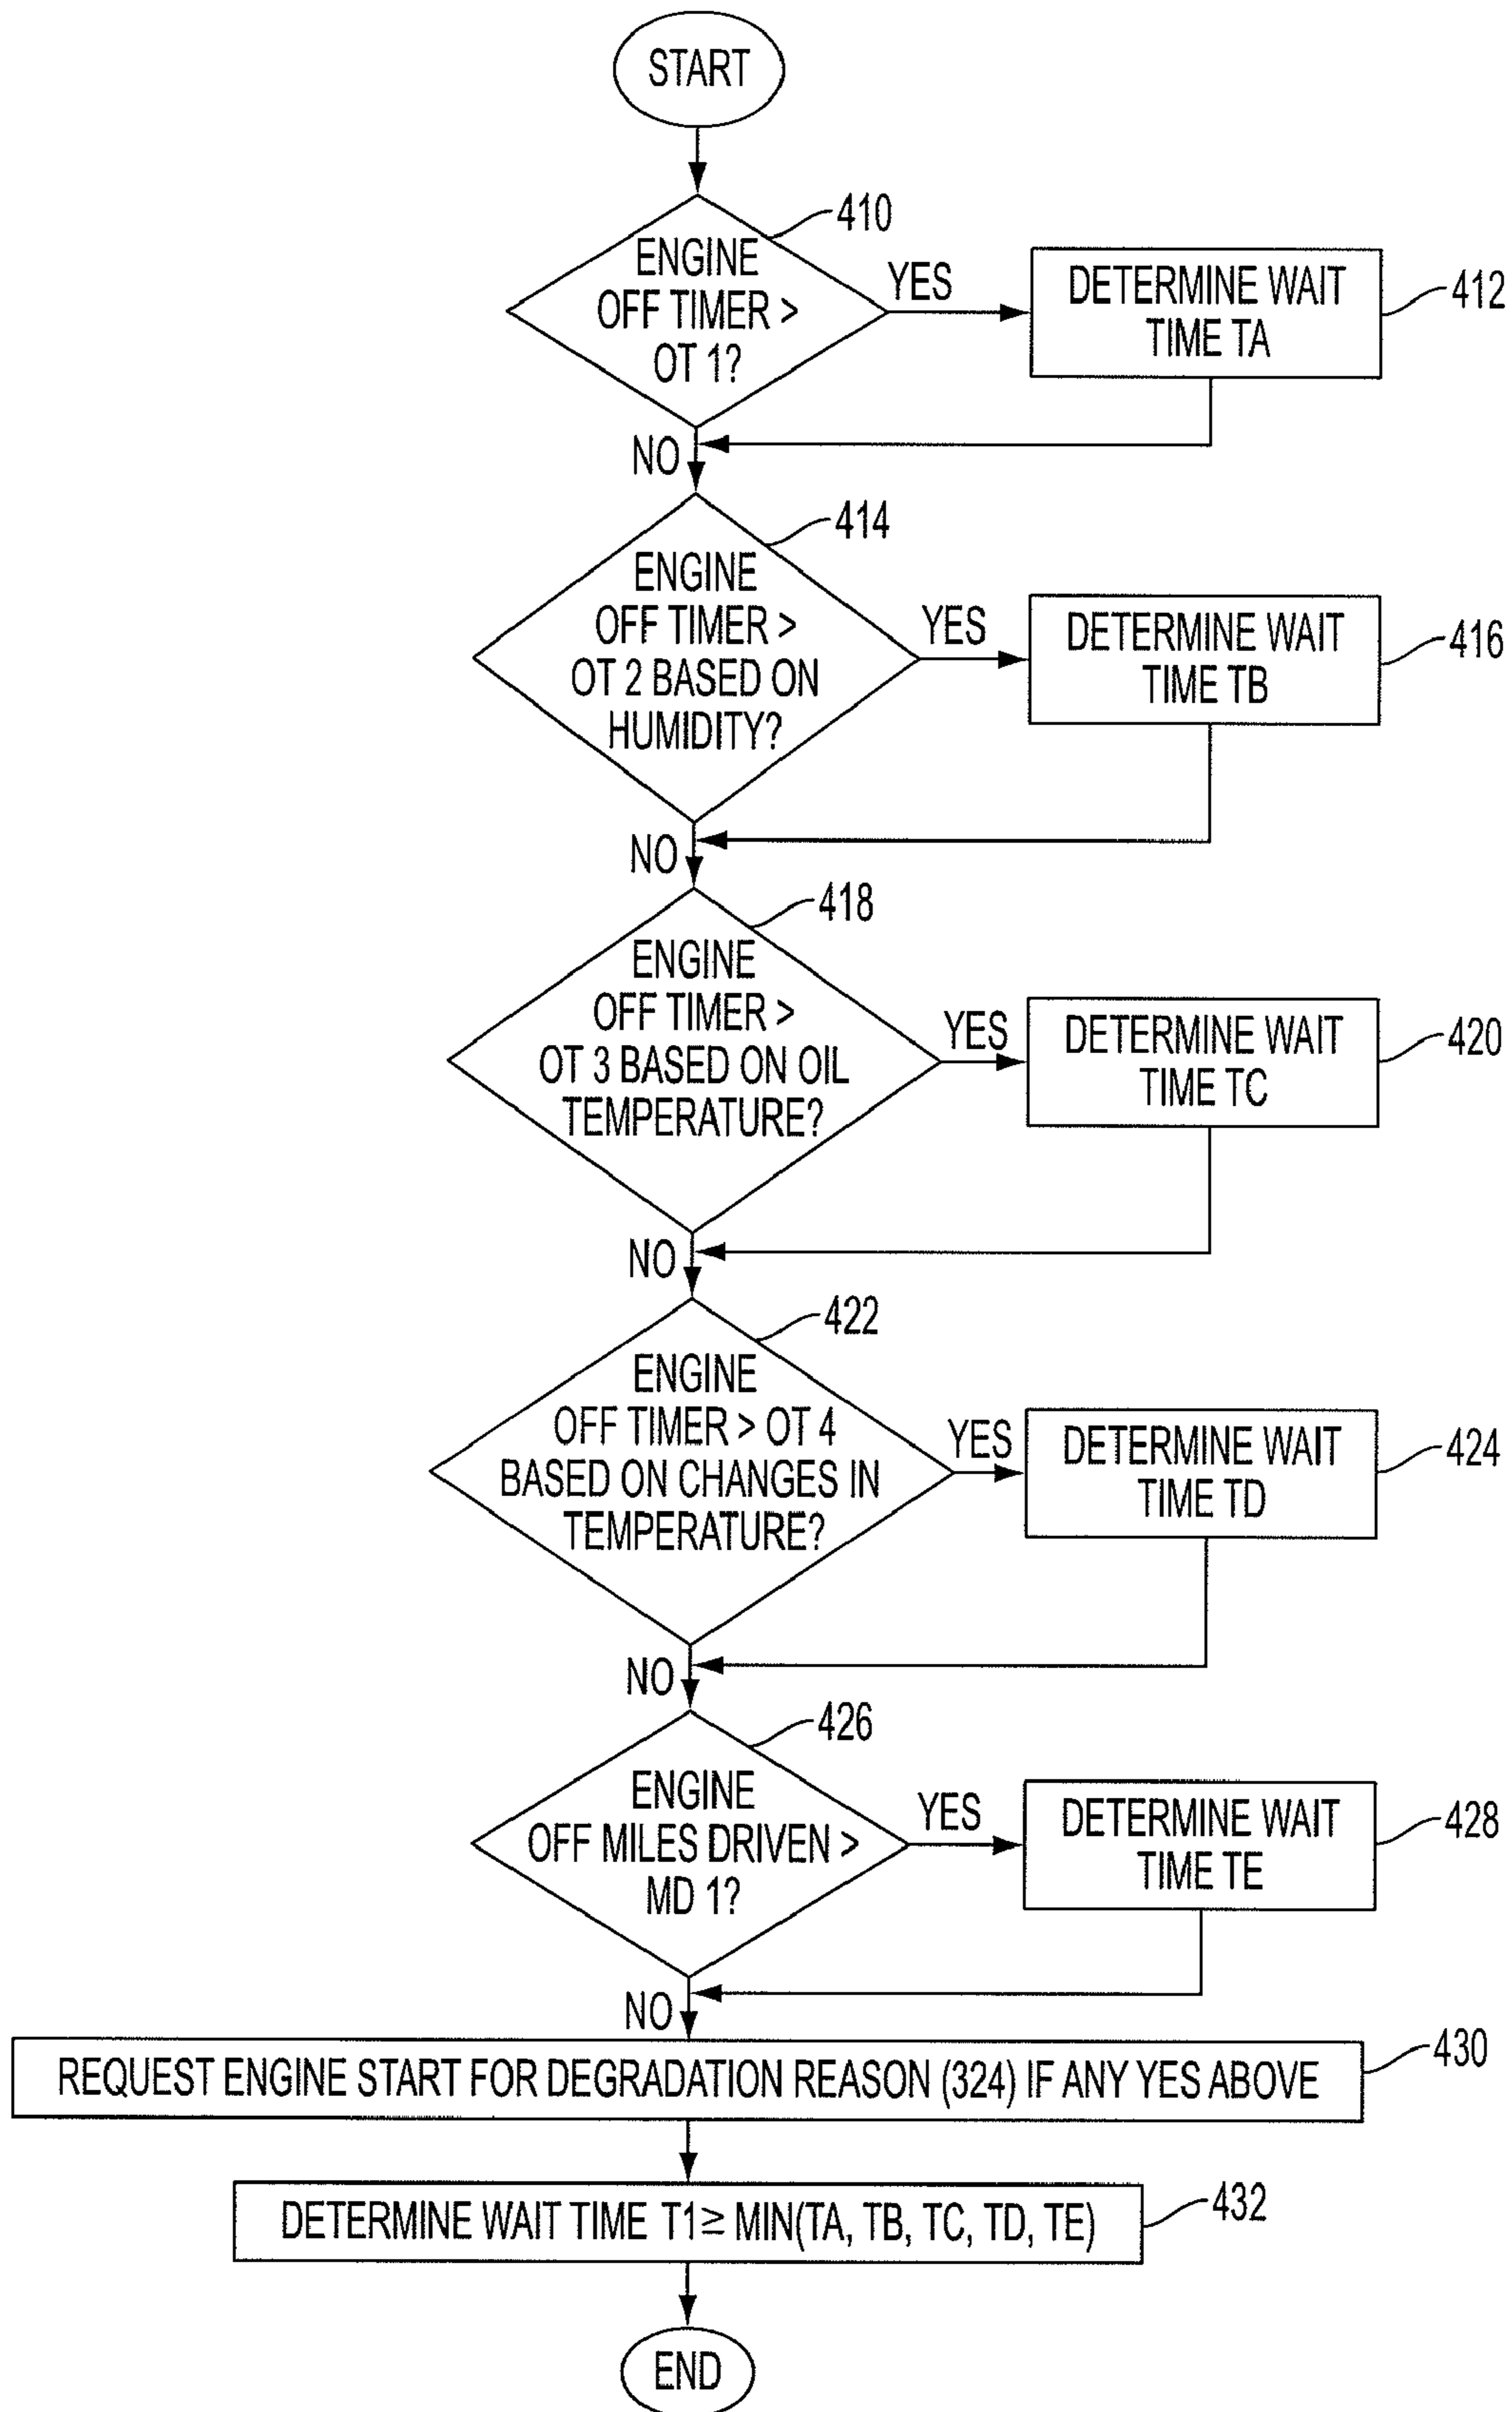 START
410
ENGINE
OFF TIMER >
OT 1?
YES
DETERMINE WAIT
TIME TA
412
NO
414
ENGINE
OFF TIMER >
OT 2 BASED ON
HUMIDITY?
YES
DETERMINE WAIT
TIME TB
416
NO
418
ENGINE
OFF TIMER >
OT 3 BASED ON OIL
TEMPERATURE?
YES
DETERMINE WAIT
TIME TC
420
NO
422
ENGINE
OFF TIMER > OT 4
BASED ON CHANGES IN
TEMPERATURE?
YES
DETERMINE WAIT
TIME TD
424
NO
426
ENGINE
OFF MILES DRIVEN >
MD 1?
YES
DETERMINE WAIT
TIME TE
428
NO
REQUEST ENGINE START FOR DEGRADATION REASON (324) IF ANY YES ABOVE
430
DETERMINE WAIT TIME T1≥ MIN(TA, TB, TC, TD, TE)
432
END